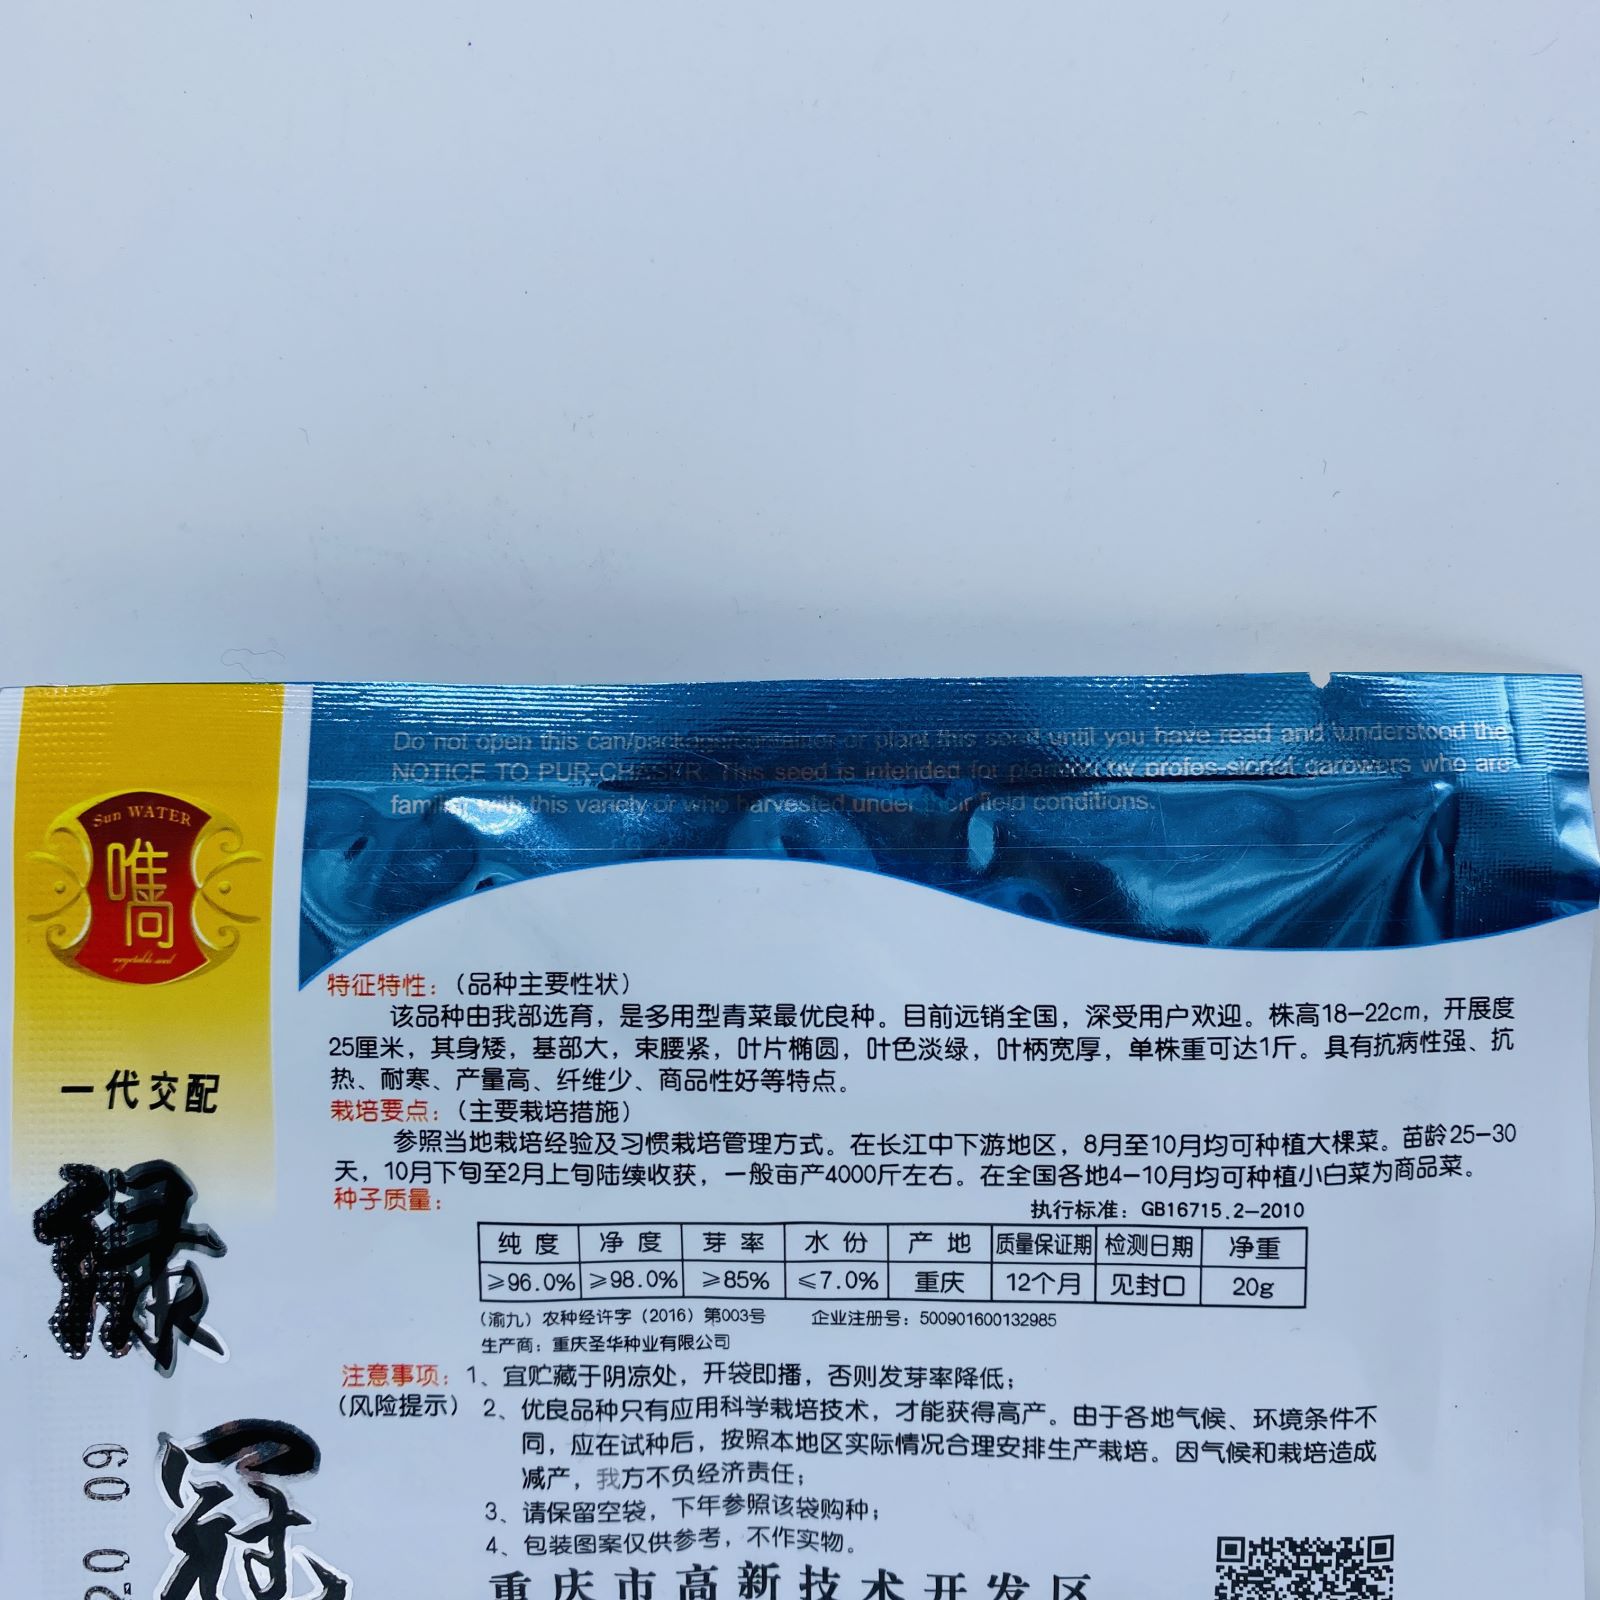 Do not open this can/package/container or plant this seed until you have read and understood the
NOTICE TO PUR-CHASER. This seed is intended for planting by profes-sional garowers who are
familiar with this variely or who harvested under their field conditions.
Sun WATER
唯尚
vegetable seed
一代交配
绿冠
特征特性：（品种主要性状）
该品种由我部选育，是多用型青菜最优良种。目前远销全国，深受用户欢迎。株高18-22cm，开展度
25厘米，其身矮，基部大，束腰紧，叶片椭圆，叶色淡绿，叶柄宽厚，单株重可达1斤。具有抗病性强、抗
热、耐寒、产量高、纤维少、商品性好等特点。
栽培要点：（主要栽培措施）
参照当地栽培经验及习惯栽培管理方式。在长江中下游地区，8月至10月均可种植大棵菜。苗龄25-30
天，10月下旬至2月上旬陆续收获，一般亩产4000斤左右。在全国各地4-10月均可种植小白菜为商品菜。
种子质量：
执行标准：GB16715.2-2010
纯度 净度 芽率 水份 产地 质量保证期 检测日期 净重
≥96.0% ≥98.0% ≥85% ≤7.0% 重庆 12个月 见封口 20g
（渝九）农种经许字（2016）第003号 企业注册号：500901600132985
生产商：重庆圣华种业有限公司
注意事项：1、宜贮藏于阴凉处，开袋即播，否则发芽率降低；
（风险提示）2、优良品种只有应用科学栽培技术，才能获得高产。由于各地气候、环境条件不
同，应在试种后，按照本地区实际情况合理安排生产栽培。因气候和栽培造成
减产，我方不负经济责任；
3、请保留空袋，下年参照该袋购种；
4、包装图案仅供参考，不作实物。
重庆市高新技术开发区